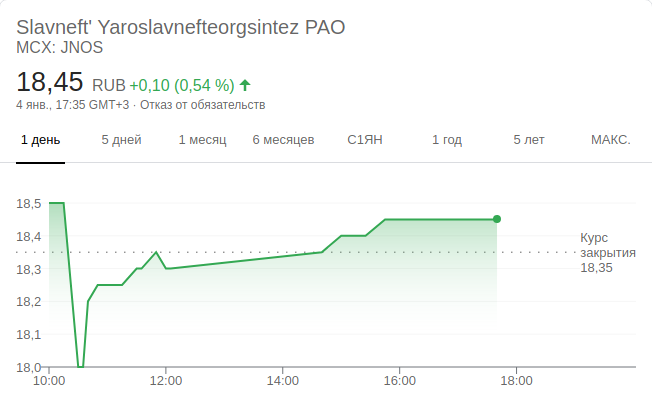 Slavneft' Yaroslavnefteorgsintez PAO
MCX: JNOS
18,45 RUB +0,10 (0,54 %)
4 янв., 17:35 GMT+3 · Отказ от обязательств
1 день 5 дней 1 месяц 6 месяцев С1ЯН 1 год 5 лет МАКС.
18,5
18,4
Курс
закрытия
18,35
18,3
18,2
18,1
18,0
10:00 12:00 14:00 16:00 18:00